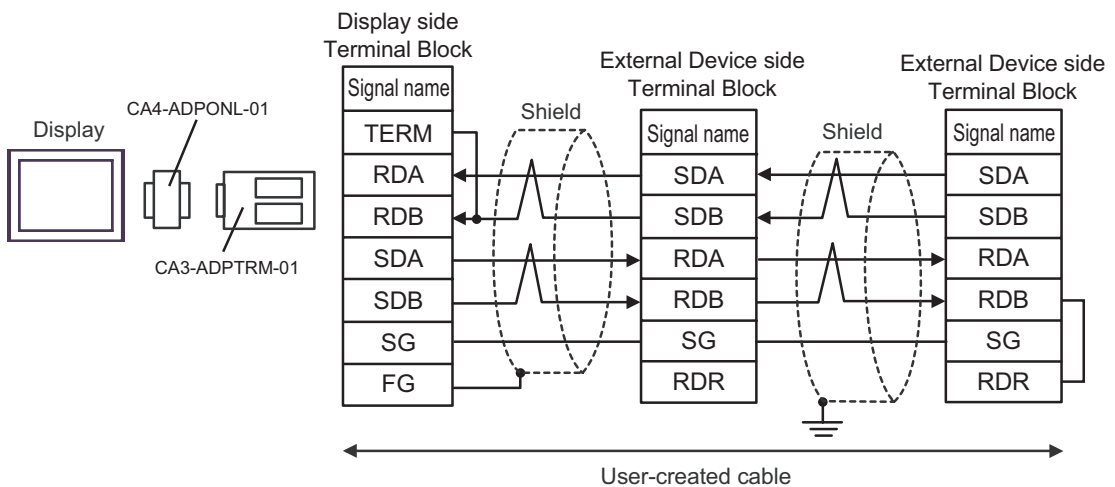 Display side
Terminal Block
External Device side
Terminal Block
External Device side
Terminal Block
CA4-ADPONL-01
Display
CA3-ADPTRM-01
Signal name
TERM
RDA
RDB
SDA
SDB
SG
FG
Shield
Signal name
SDA
SDB
RDA
RDB
SG
RDR
Shield
Signal name
SDA
SDB
RDA
RDB
SG
RDR
User-created cable